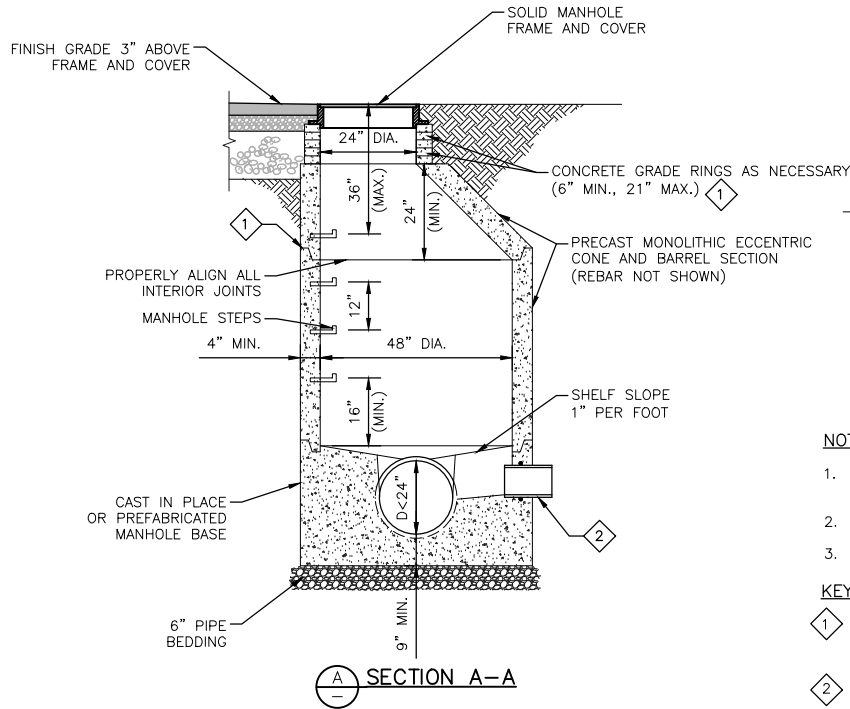 SOLID MANHOLE
FRAME AND COVER
FINISH GRADE 3" ABOVE
FRAME AND COVER
24" DIA.
36"
(MAX.)
24"
(MIN.)
CONCRETE GRADE RINGS AS NECESSARY
(6" MIN., 21" MAX.) 1
1
PRECAST MONOLITHIC ECCENTRIC
CONE AND BARREL SECTION
(REBAR NOT SHOWN)
PROPERLY ALIGN ALL
INTERIOR JOINTS
12"
MANHOLE STEPS
4" MIN.
48" DIA.
16"
(MIN.)
SHELF SLOPE
1" PER FOOT
CAST IN PLACE
OR PREFABRICATED
MANHOLE BASE
D<24"
2
6" PIPE
BEDDING
9" MIN.
A
–
SECTION A-A
NOT
1.
2.
3.
KEY
1
2